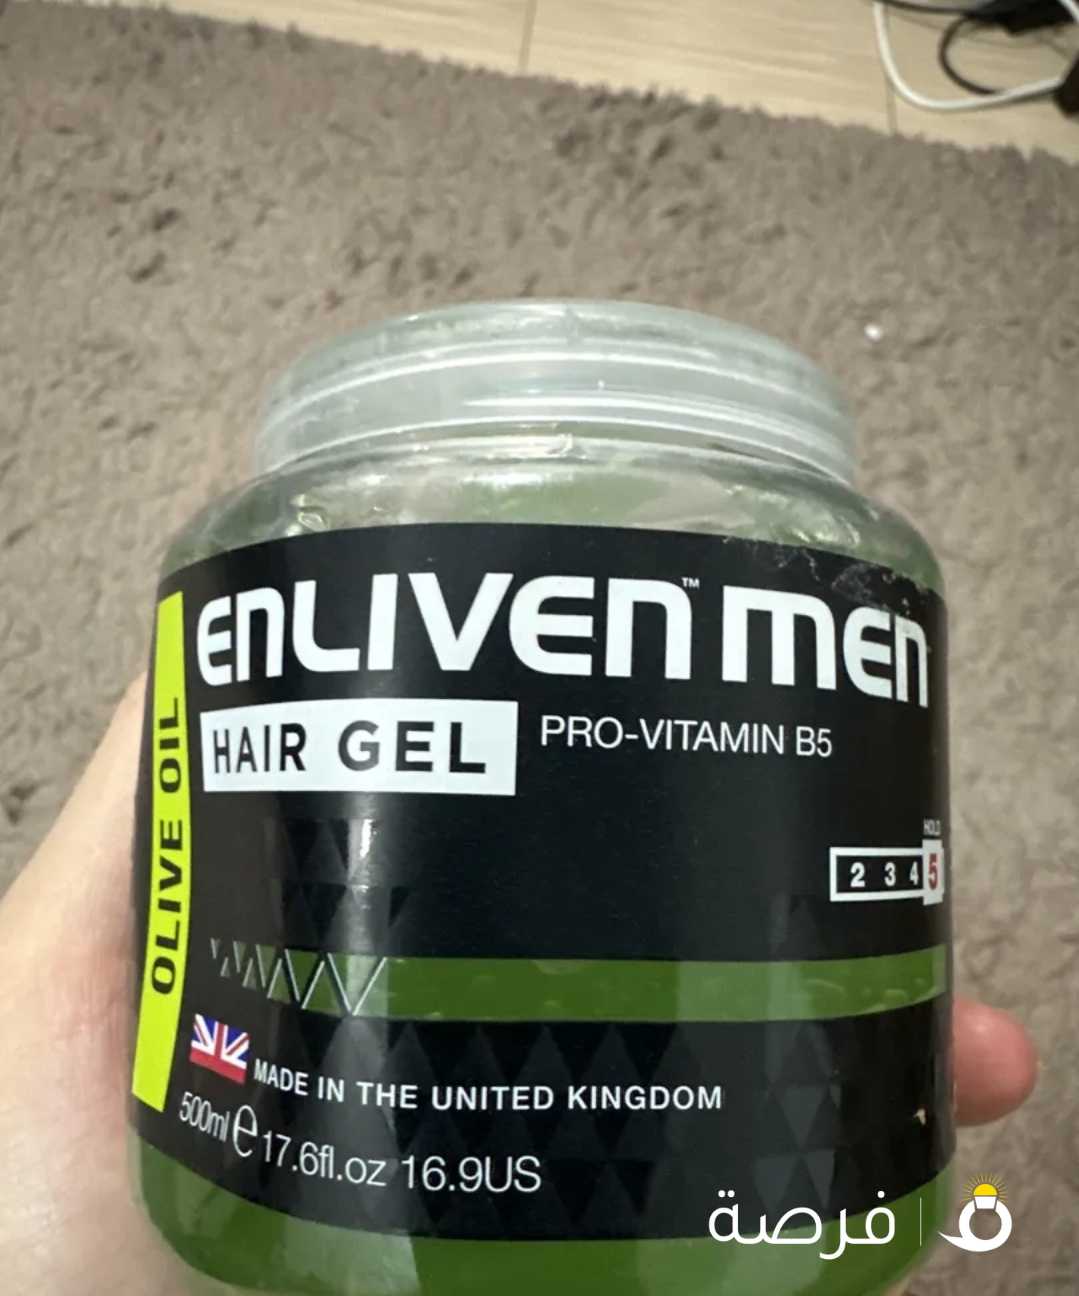 ENLIVEN™ MEN
HAIR GEL
PRO-VITAMIN B5
OLIVE OIL
HOLD
2 3 4 5
MADE IN THE UNITED KINGDOM
500ml e 17.6fl.oz 16.9US
فرصة